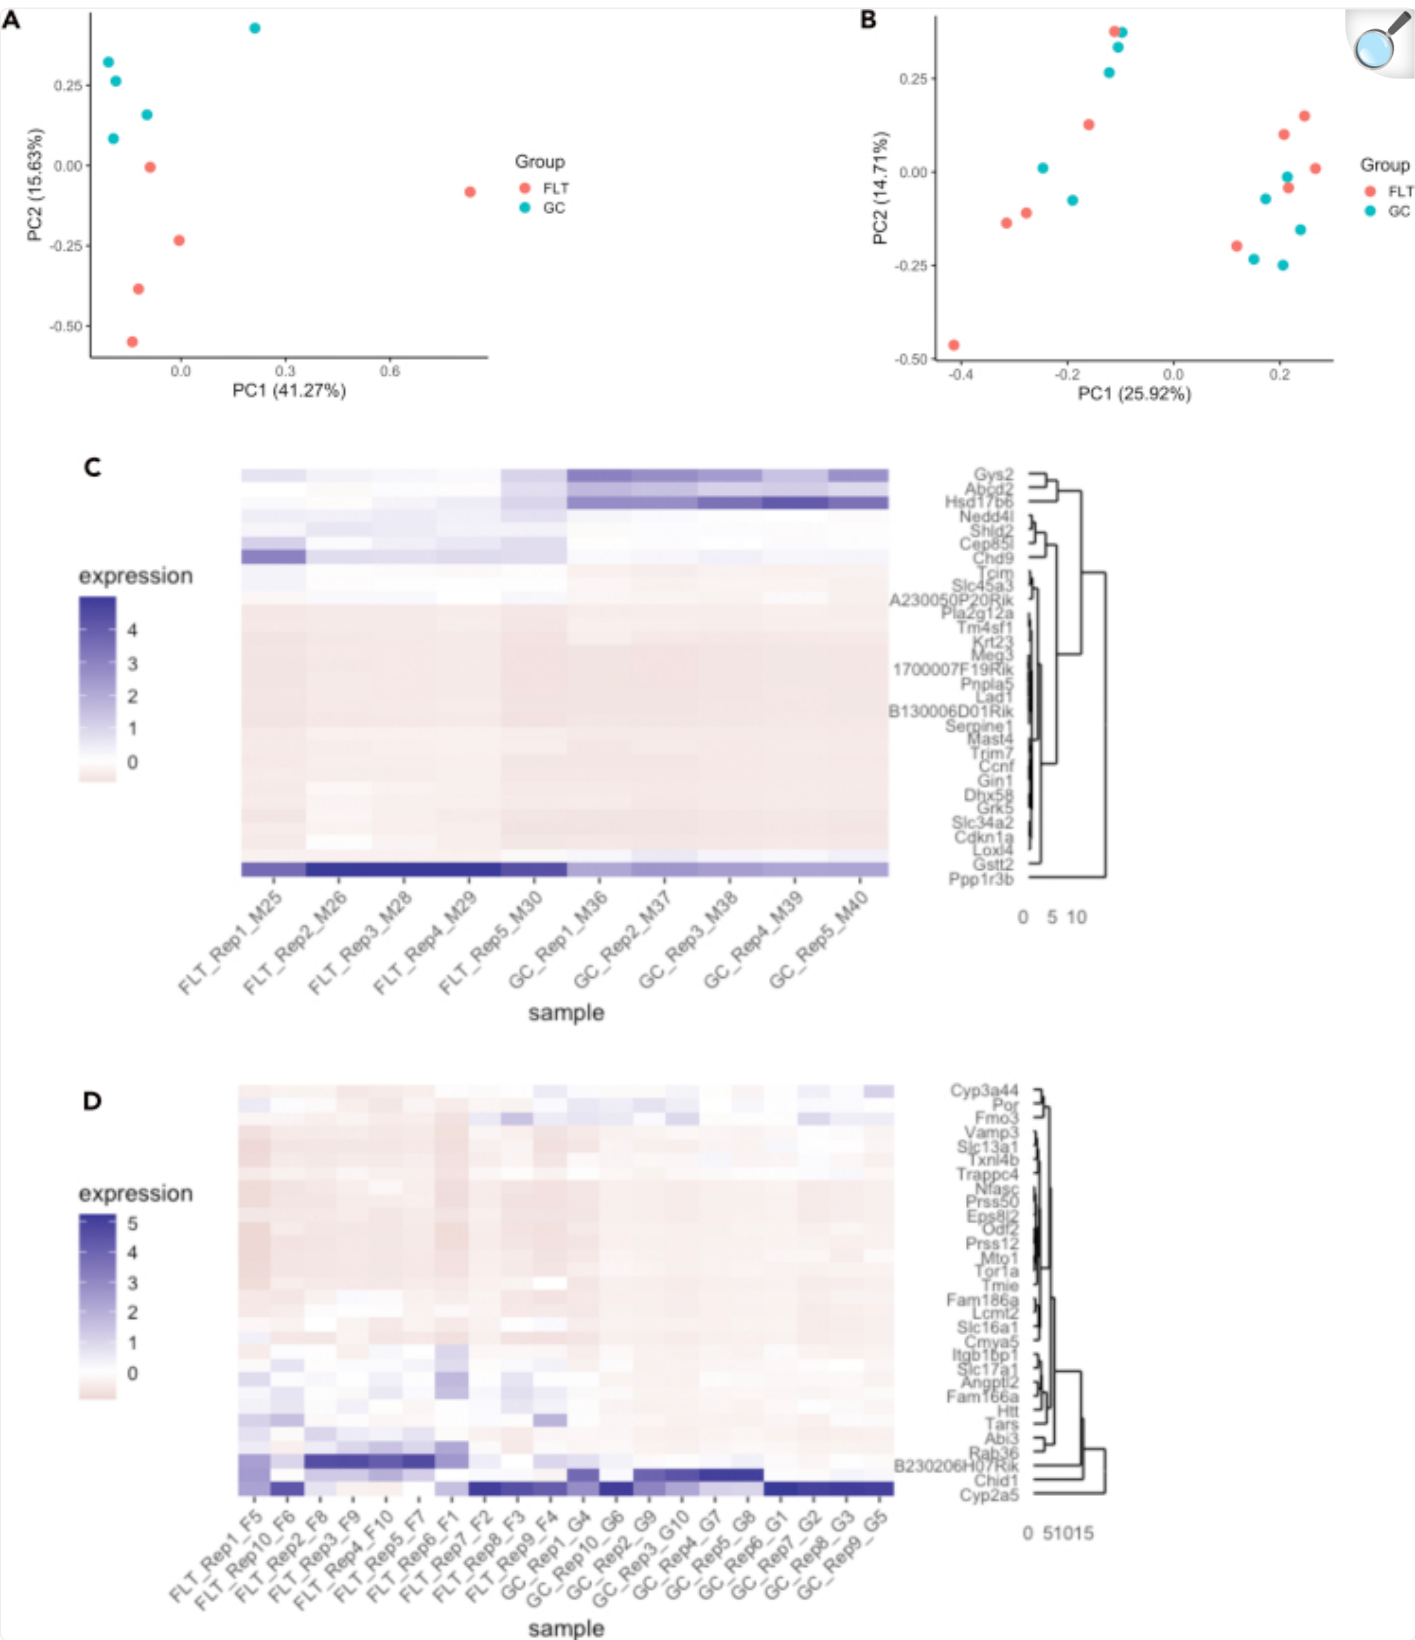 A
0.25
0.00
-0.25
-0.50
PC2 (15.63%)
0.0 0.3 0.6
PC1 (41.27%)
Group
FLT
GC
B
0.25
0.00
-0.25
-0.50
PC2 (14.71%)
-0.4 -0.2 0.0 0.2
PC1 (25.92%)
Group
FLT
GC
C
expression
4
3
2
1
0
Gys2
Abcd2
Hsd17b6
Nedd4l
Shld2
Cep85l
Chd9
Tcim
Slc45a3
A230050P20Rik
Pla2g12a
Tm4sf1
Krt23
Meg3
1700007F19Rik
Pnpla5
Lad1
B130006D01Rik
Serpine1
Mast4
Trim7
Ccnf
Gin1
Dhx58
Grk5
Slc34a2
Cdkn1a
Loxl4
Gstt2
Ppp1r3b
0 5 10
FLT_Rep1_M25
FLT_Rep2_M26
FLT_Rep3_M28
FLT_Rep4_M29
FLT_Rep5_M30
GC_Rep1_M36
GC_Rep2_M37
GC_Rep3_M38
GC_Rep4_M39
GC_Rep5_M40
sample
D
expression
5
4
3
2
1
0
Cyp3a44
Por
Fmo3
Vamp3
Slc13a1
Txnl4b
Trappc4
Nfasc
Prss50
Eps8l2
Odf2
Prss12
Mto1
Tor1a
Tmie
Fam186a
Lcmt2
Slc16a1
Cmya5
Itgb1bp1
Slc17a1
Angptl2
Fam166a
Htt
Tars
Abi3
Rab36
B230206H07Rik
Chid1
Cyp2a5
0 51015
FLT_Rep1_F5
FLT_Rep10_F6
FLT_Rep2_F8
FLT_Rep3_F9
FLT_Rep4_F10
FLT_Rep5_F7
FLT_Rep6_F1
FLT_Rep7_F2
FLT_Rep8_F3
FLT_Rep9_F4
GC_Rep1_G4
GC_Rep10_G6
GC_Rep2_G9
GC_Rep3_G10
GC_Rep4_G7
GC_Rep5_G8
GC_Rep6_G1
GC_Rep7_G2
GC_Rep8_G3
GC_Rep9_G5
sample